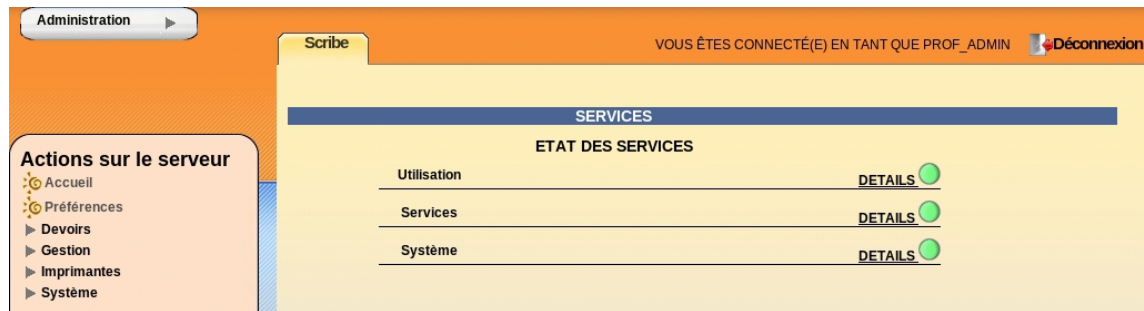 Administration
Scribe
VOUS ÊTES CONNECTÉ(E) EN TANT QUE PROF_ADMIN
Déconnexion
SERVICES
ETAT DES SERVICES
Utilisation DETAILS
Services DETAILS
Système DETAILS
Actions sur le serveur
Accueil
Préférences
Devoirs
Gestion
Imprimantes
Système